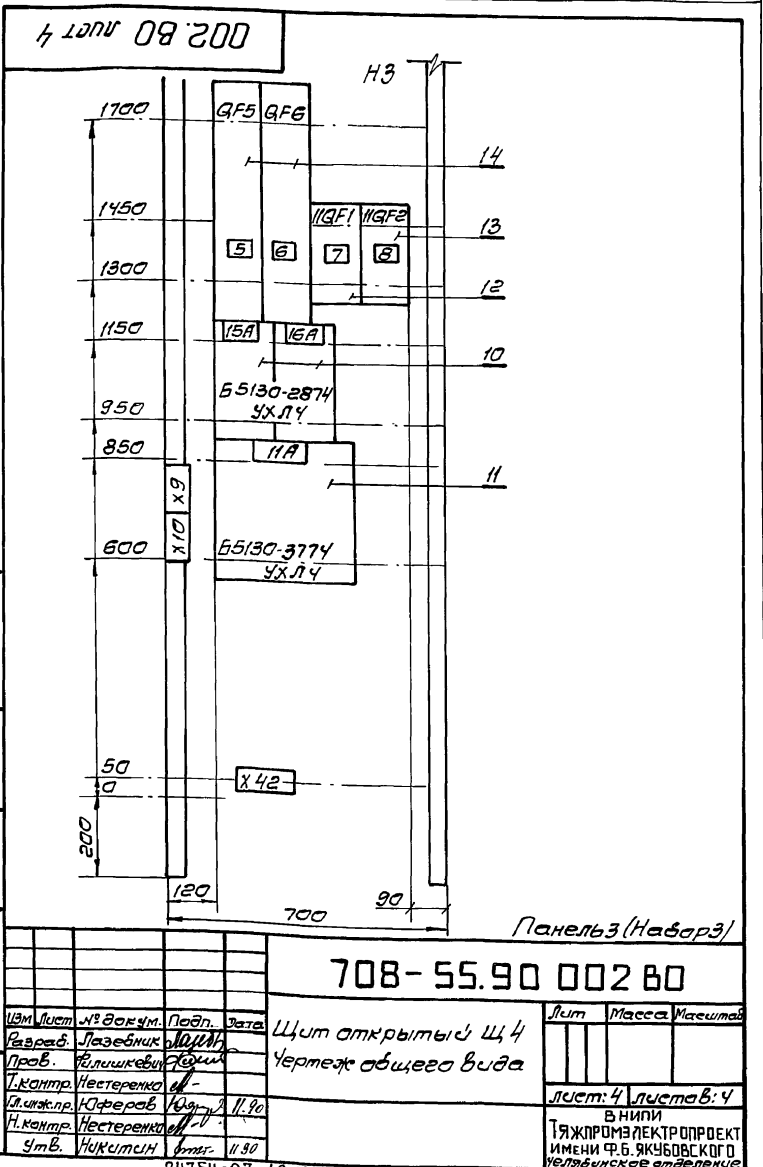 002.ВО лист 4
Н3
1700
QF5 QF6
14
1450
11QF1 11QF2
13
5 6 7 8
1300
12
1150
15А 16А
10
Б5130-2874
УХЛ4
950
850
11А
11
Х9
Х10
600
Б5130-3774
УХЛ4
50
Х42
0
200
120
90
700
Панель3 (Набор3)
708-55.90 002 ВО
Изм Лист № докум. Подп. Дата
Разраб. Лазебник
Пров. Филишкевич
Т.контр. Нестеренко
Гл.инж.пр. Юферов 11.90
Н.контр. Нестеренко
Утв. Никитин 11.90
Щит открытый Щ4
Чертеж общего вида
Лит Масса Масштаб
лист: 4 листов: 4
ВНИПИ
ТЯЖПРОМЭЛЕКТРОПРОЕКТ
ИМЕНИ Ф.Б. ЯКУБОВСКОГО
Челябинское отделение